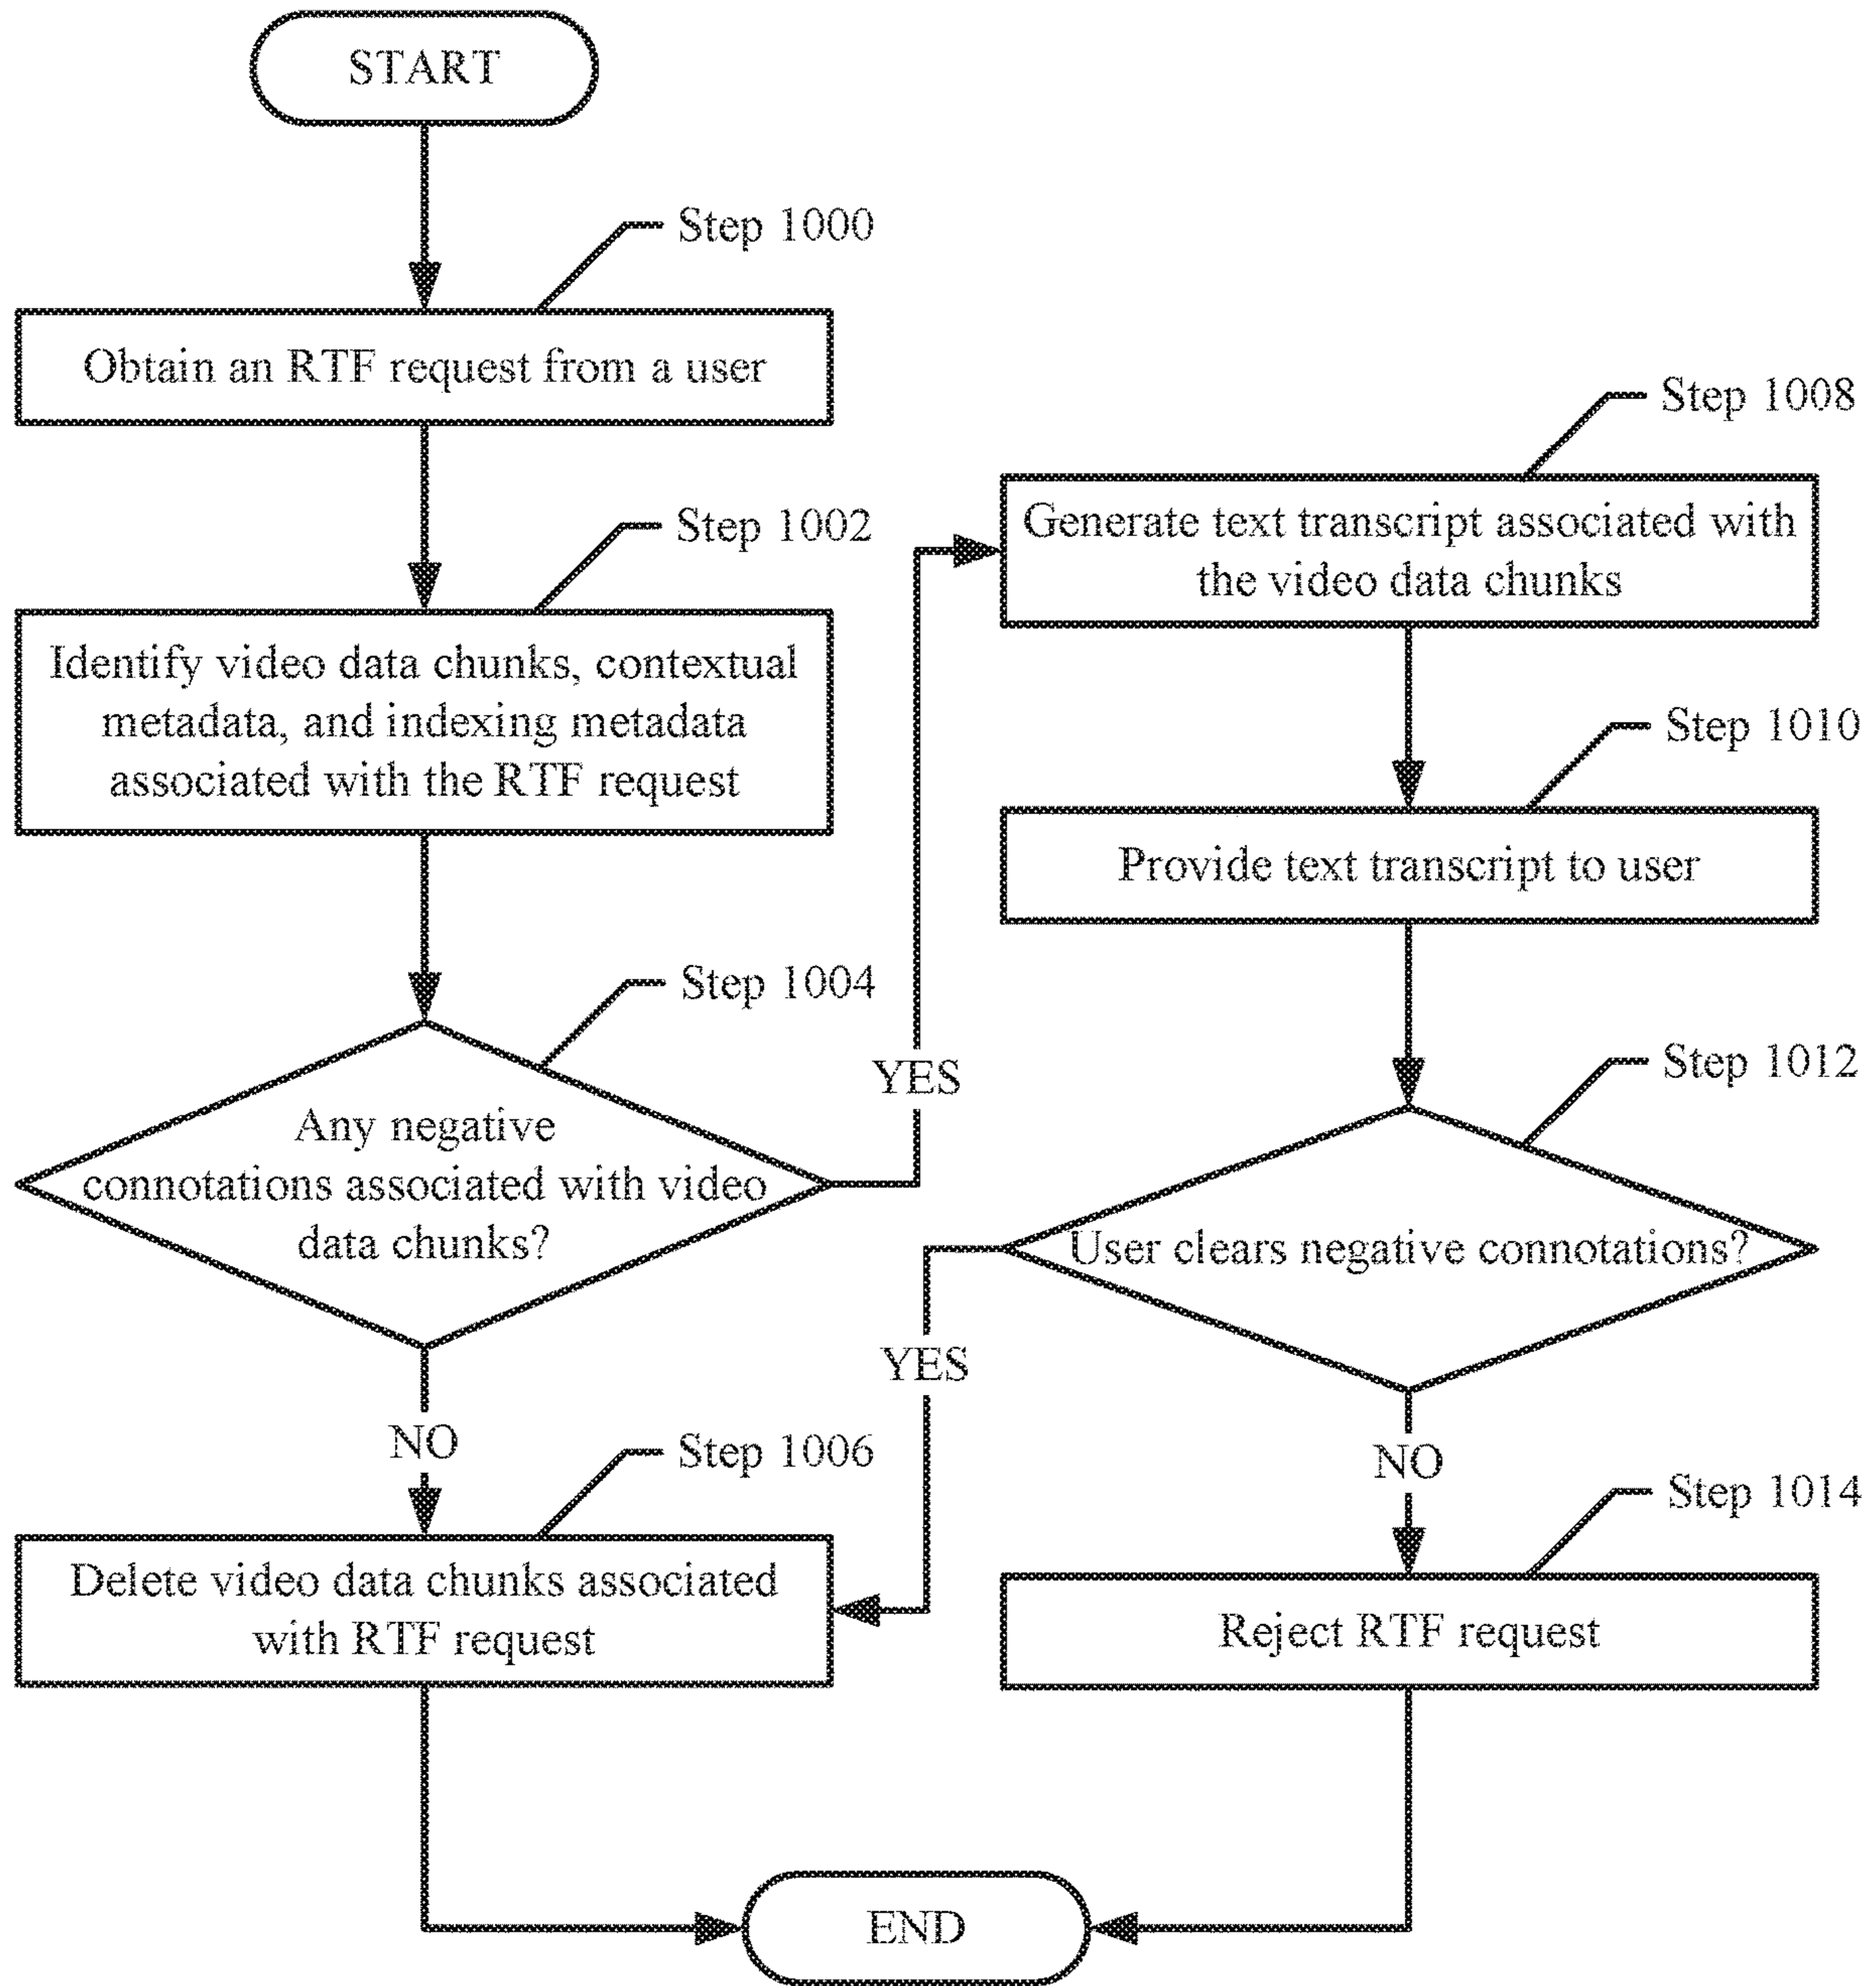 START
Step 1000
Obtain an RTF request from a user
Step 1002
Identify video data chunks, contextual
metadata, and indexing metadata
associated with the RTF request
Step 1004
Any negative
connotations associated with video
data chunks?
YES
NO
Step 1006
Delete video data chunks associated
with RTF request
Step 1008
Generate text transcript associated with
the video data chunks
Step 1010
Provide text transcript to user
Step 1012
User clears negative connotations?
YES
NO
Step 1014
Reject RTF request
END